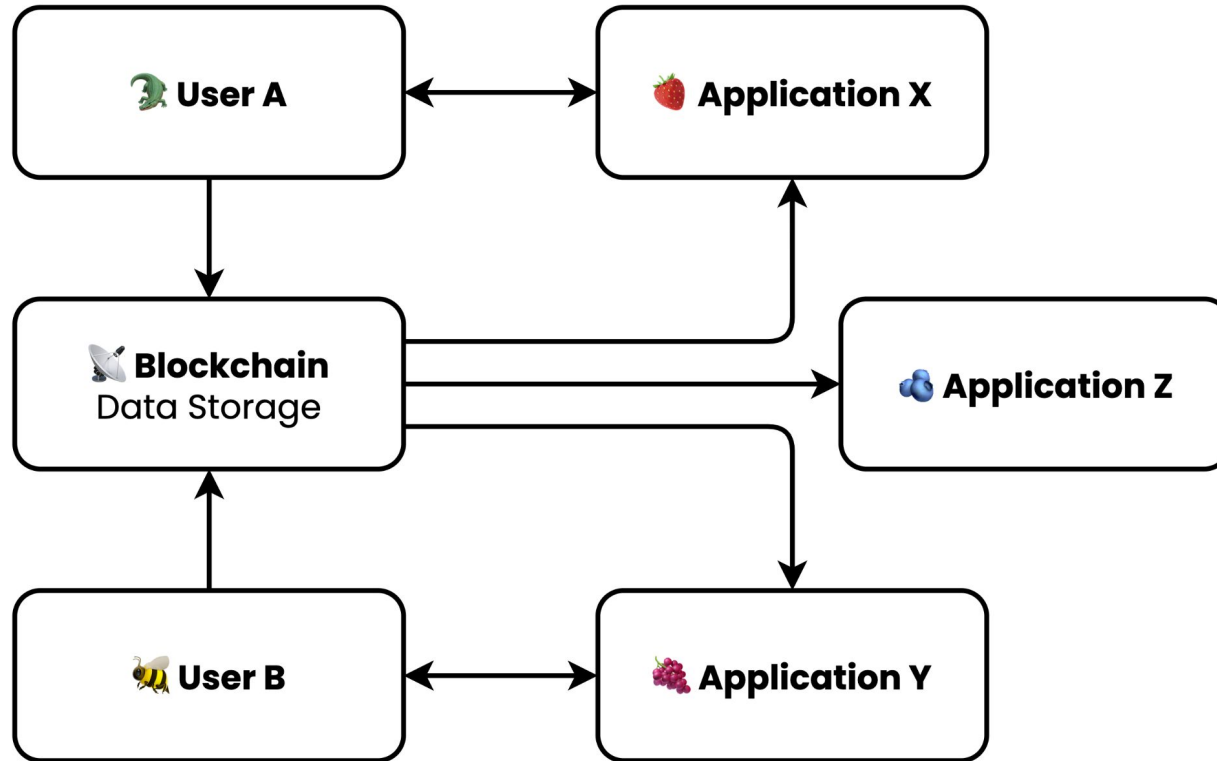 🐊 User A
🍓 Application X
📡 Blockchain
Data Storage
🫐 Application Z
🐝 User B
🍇 Application Y